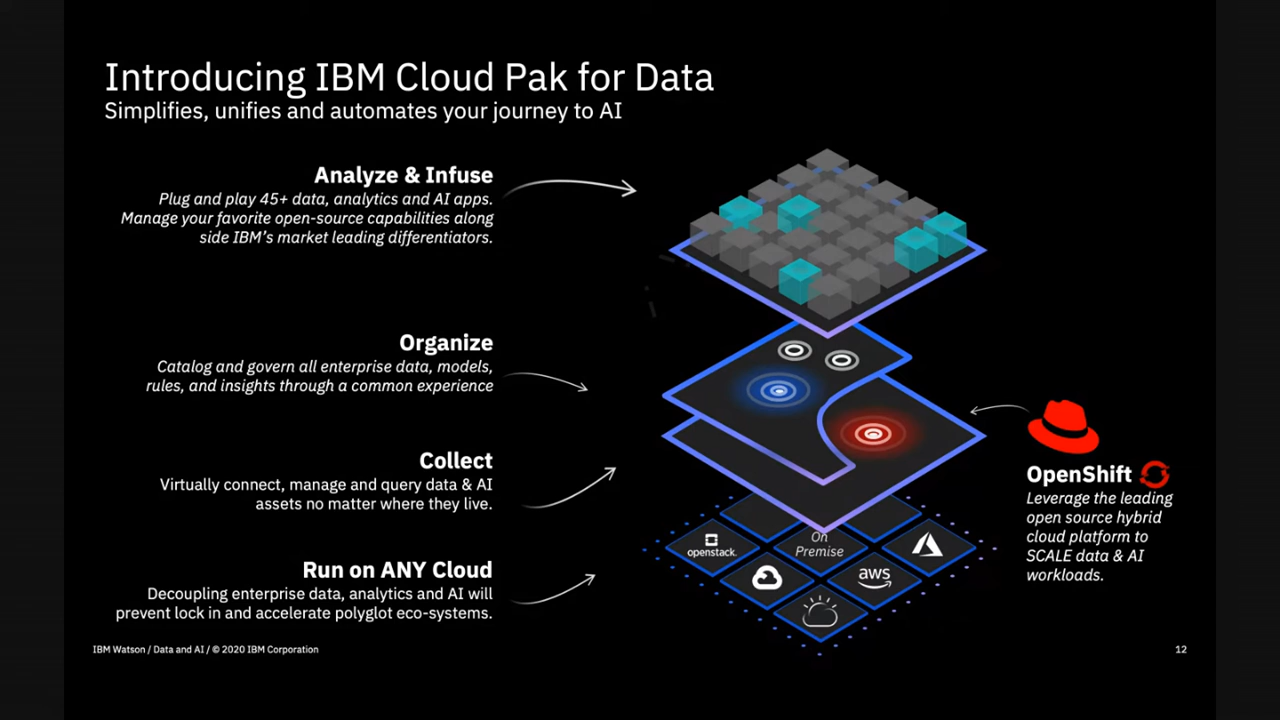 Introducing IBM Cloud Pak for Data
Simplifies, unifies and automates your journey to AI
Analyze & Infuse
Plug and play 45+ data, analytics and AI apps.
Manage your favorite open-source capabilities along
side IBM's market leading differentiators.
Organize
Catalog and govern all enterprise data, models,
rules, and insights through a common experience
Collect
Virtually connect, manage and query data & AI
assets no matter where they live.
Run on ANY Cloud
Decoupling enterprise data, analytics and AI will
prevent lock in and accelerate polyglot eco-systems.
openstack.
On
Premise
aws
OpenShift
Leverage the leading
open source hybrid
cloud platform to
SCALE data & AI
workloads.
IBM Watson / Data and AI / © 2020 IBM Corporation
12